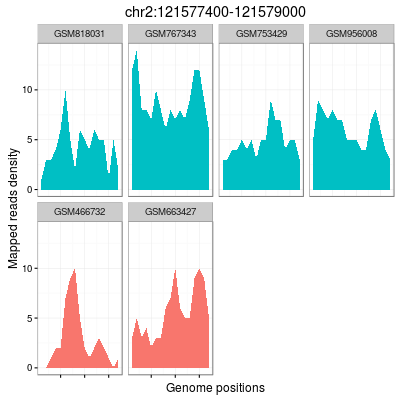 chr2:121577400-121579000
GSM818031 GSM767343 GSM753429 GSM956008
10
5
0
GSM466732 GSM663427
10
5
0
Mapped reads density
Genome positions